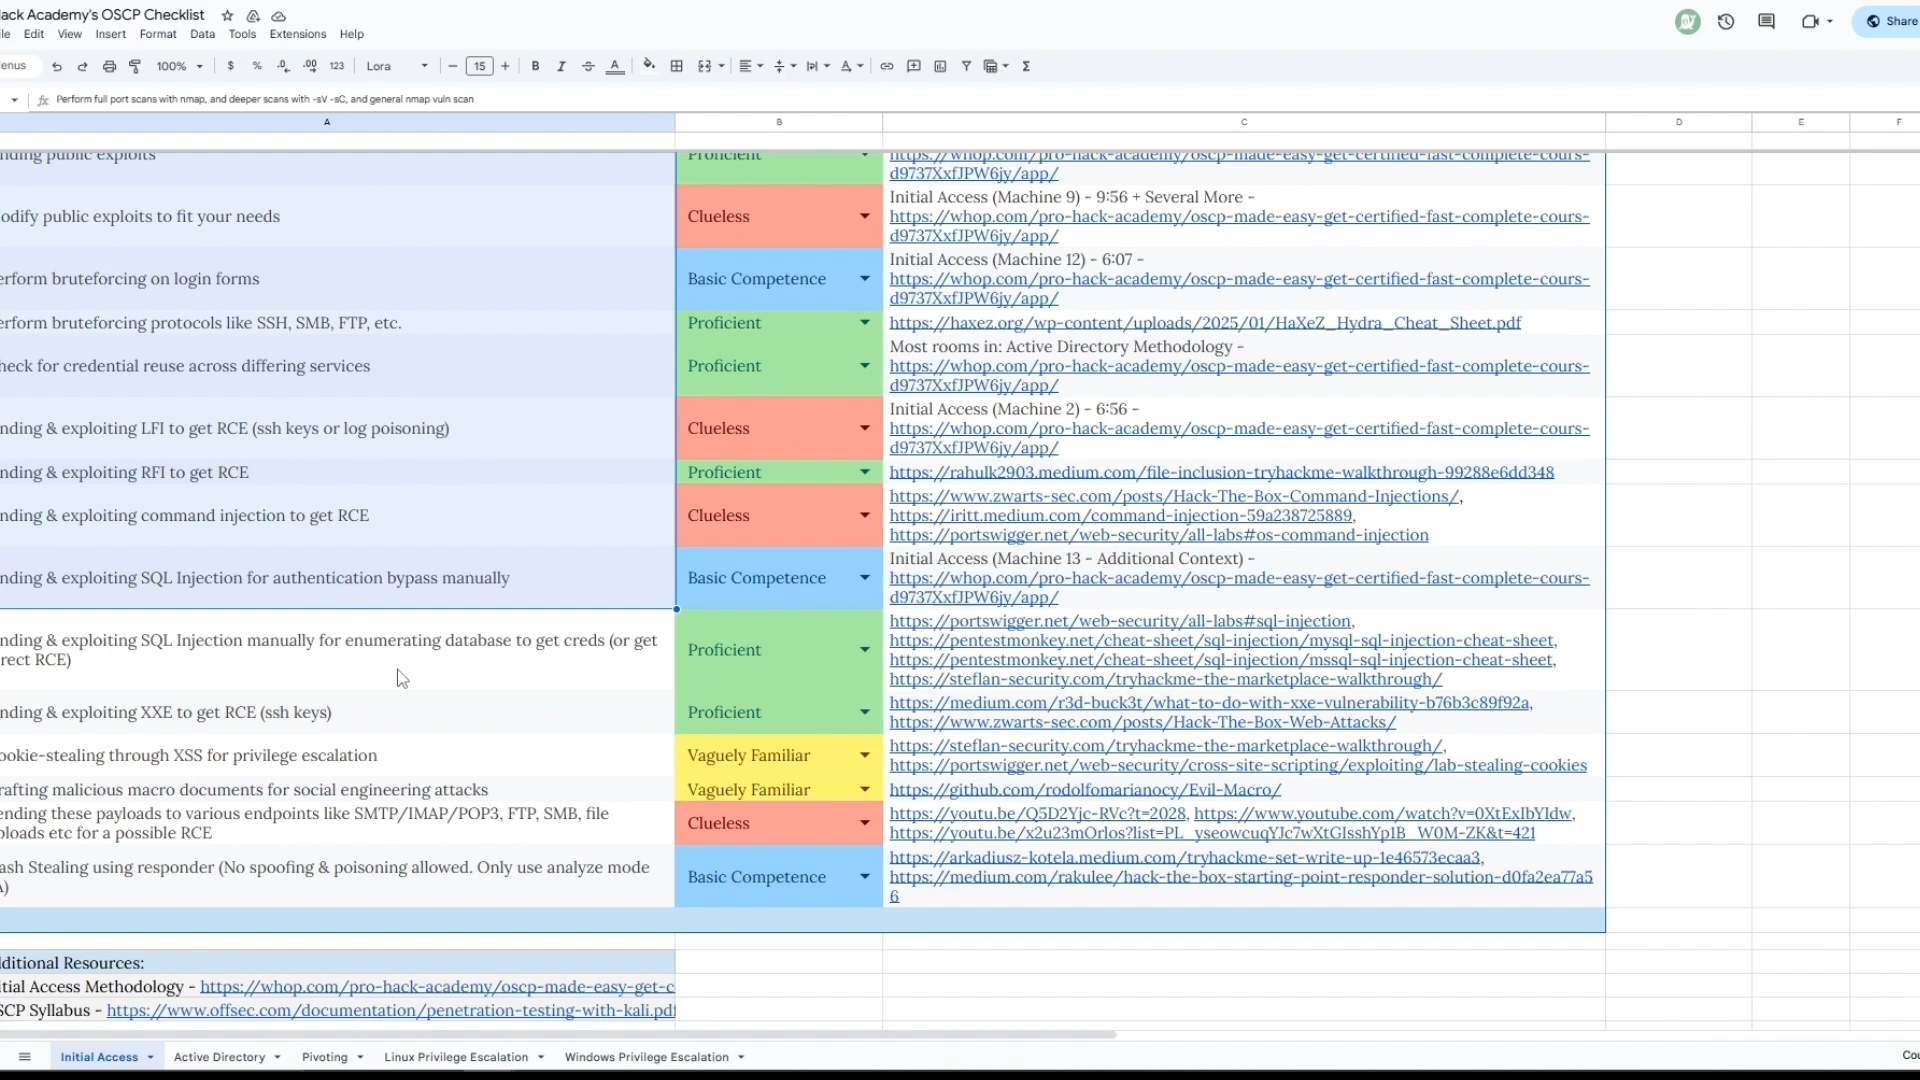 ack Academy's OSCP Checklist
le Edit View Insert Format Data Tools Extensions Help
Share
enus 100% $ % .0 .00 123 Lora 15 B I S A Σ
fx Perform full port scans with nmap, and deeper scans with -sV -sC, and general nmap vuln scan
A B C D E F
nding public exploits Proficient https://whop.com/pro-hack-academy/oscp-made-easy-get-certified-fast-complete-cours-
d9737XxfJPW6jy/app/
odify public exploits to fit your needs Clueless Initial Access (Machine 9) - 9:56 + Several More -
https://whop.com/pro-hack-academy/oscp-made-easy-get-certified-fast-complete-cours-
d9737XxfJPW6jy/app/
erform bruteforcing on login forms Basic Competence Initial Access (Machine 12) - 6:07 -
https://whop.com/pro-hack-academy/oscp-made-easy-get-certified-fast-complete-cours-
d9737XxfJPW6jy/app/
erform bruteforcing protocols like SSH, SMB, FTP, etc. Proficient https://haxez.org/wp-content/uploads/2025/01/HaXeZ_Hydra_Cheat_Sheet.pdf
heck for credential reuse across differing services Proficient Most rooms in: Active Directory Methodology -
https://whop.com/pro-hack-academy/oscp-made-easy-get-certified-fast-complete-cours-
d9737XxfJPW6jy/app/
nding & exploiting LFI to get RCE (ssh keys or log poisoning) Clueless Initial Access (Machine 2) - 6:56 -
https://whop.com/pro-hack-academy/oscp-made-easy-get-certified-fast-complete-cours-
d9737XxfJPW6jy/app/
nding & exploiting RFI to get RCE Proficient https://rahulk2903.medium.com/file-inclusion-tryhackme-walkthrough-99288e6dd348
nding & exploiting command injection to get RCE Clueless https://www.zwarts-sec.com/posts/Hack-The-Box-Command-Injections/,
https://iritt.medium.com/command-injection-59a238725889,
https://portswigger.net/web-security/all-labs#os-command-injection
nding & exploiting SQL Injection for authentication bypass manually Basic Competence Initial Access (Machine 13 - Additional Context) -
https://whop.com/pro-hack-academy/oscp-made-easy-get-certified-fast-complete-cours-
d9737XxfJPW6jy/app/
nding & exploiting SQL Injection manually for enumerating database to get creds (or get
rect RCE) Proficient https://portswigger.net/web-security/all-labs#sql-injection,
https://pentestmonkey.net/cheat-sheet/sql-injection/mysql-sql-injection-cheat-sheet,
https://pentestmonkey.net/cheat-sheet/sql-injection/mssql-sql-injection-cheat-sheet,
https://steflan-security.com/tryhackme-the-marketplace-walkthrough/
nding & exploiting XXE to get RCE (ssh keys) Proficient https://medium.com/r3d-buck3t/what-to-do-with-xxe-vulnerability-b76b3c89f92a,
https://www.zwarts-sec.com/posts/Hack-The-Box-Web-Attacks/
ookie-stealing through XSS for privilege escalation Vaguely Familiar https://steflan-security.com/tryhackme-the-marketplace-walkthrough/,
https://portswigger.net/web-security/cross-site-scripting/exploiting/lab-stealing-cookies
rafting malicious macro documents for social engineering attacks Vaguely Familiar https://github.com/rodolfomarianocy/Evil-Macro/
ending these payloads to various endpoints like SMTP/IMAP/POP3, FTP, SMB, file
ploads etc for a possible RCE Clueless https://youtu.be/Q5D2Yjc-RVc?t=2028, https://www.youtube.com/watch?v=0XtExIbYIdw,
https://youtu.be/x2u23mOrlos?list=PL_yseowcuqYJc7wXtGIsshYp1B_W0M-ZK&t=421
ash Stealing using responder (No spoofing & poisoning allowed. Only use analyze mode
A) Basic Competence https://arkadiusz-kotela.medium.com/tryhackme-set-write-up-1e46573ecaa3,
https://medium.com/rakulee/hack-the-box-starting-point-responder-solution-d0fa2ea77a5
6
ditional Resources:
itial Access Methodology - https://whop.com/pro-hack-academy/oscp-made-easy-get-c
SCP Syllabus - https://www.offsec.com/documentation/penetration-testing-with-kali.pdf
Initial Access Active Directory Pivoting Linux Privilege Escalation Windows Privilege Escalation Cou